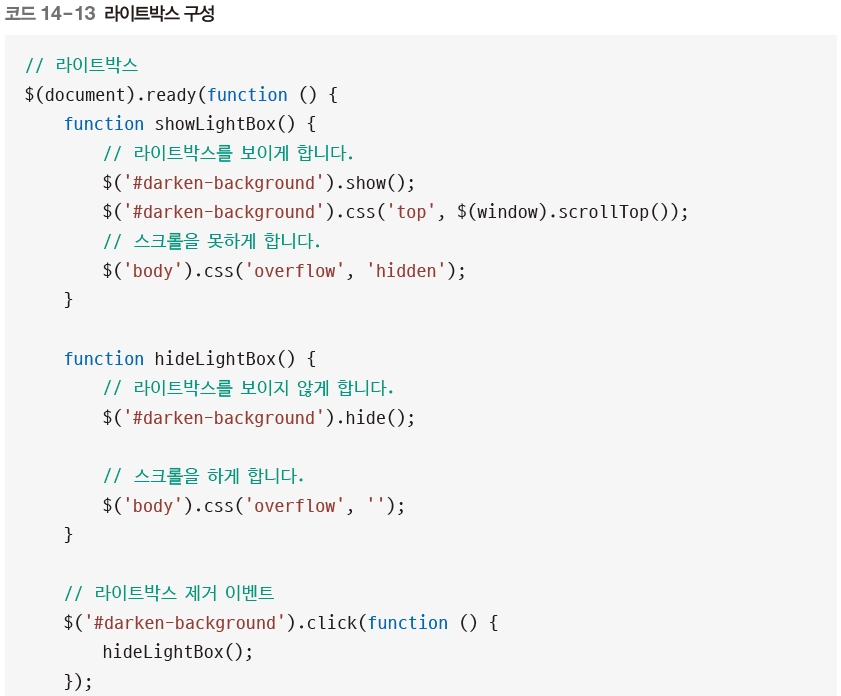 코드 14-13 라이트박스 구성
// 라이트박스
$(document).ready(function () {
function showLightBox() {
// 라이트박스를 보이게 합니다.
$('#darken-background').show();
$('#darken-background').css('top', $(window).scrollTop());
// 스크롤을 못하게 합니다.
$('body').css('overflow', 'hidden');
}
function hideLightBox() {
// 라이트박스를 보이지 않게 합니다.
$('#darken-background').hide();
// 스크롤을 하게 합니다.
$('body').css('overflow', '');
}
// 라이트박스 제거 이벤트
$('#darken-background').click(function () {
hideLightBox();
});